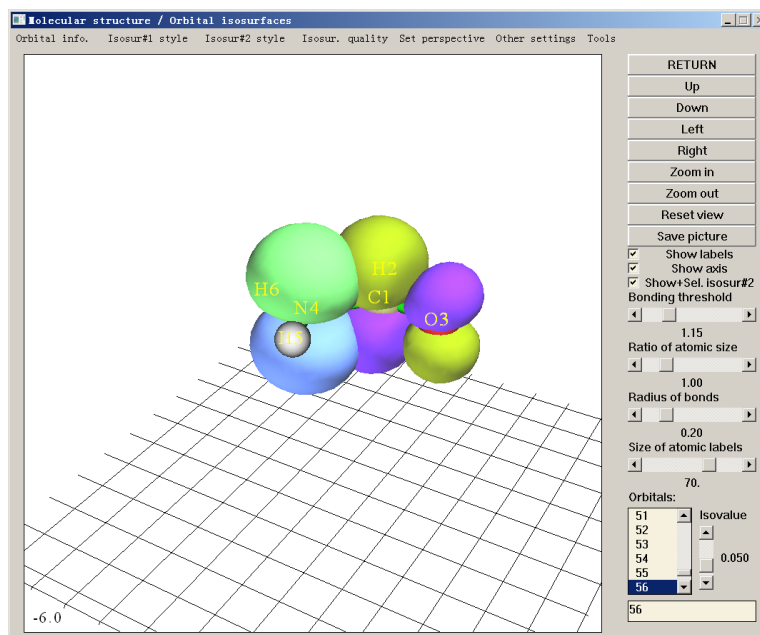 Molecular structure / Orbital isosurfaces
Orbital info. Isosur#1 style Isosur#2 style Isosur. quality Set perspective Other settings Tools
RETURN
Up
Down
Left
Right
Zoom in
Zoom out
Reset view
Save picture
Show labels
Show axis
Show+Sel. isosur#2
Bonding threshold
1.15
Ratio of atomic size
1.00
Radius of bonds
0.20
Size of atomic labels
70.
Orbitals:
51
52
53
54
55
56
Isovalue
0.050
56
H2
H6
C1
N4
O3
H5
-6.0